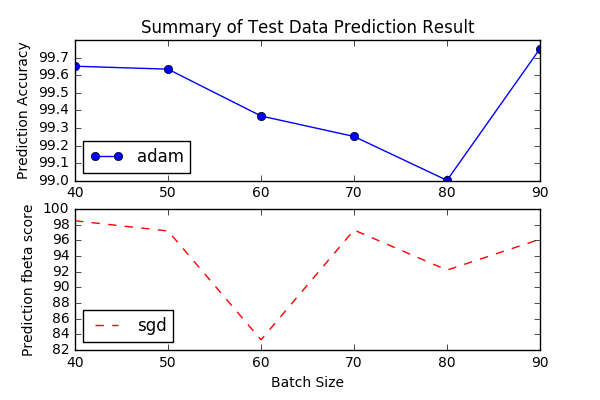 Summary of Test Data Prediction Result
Prediction Accuracy
99.7
99.6
99.5
99.4
99.3
99.2
99.1
99.0
adam
40 50 60 70 80 90
Prediction fbeta score
100
98
96
94
92
90
88
86
84
82
sgd
40 50 60 70 80 90
Batch Size